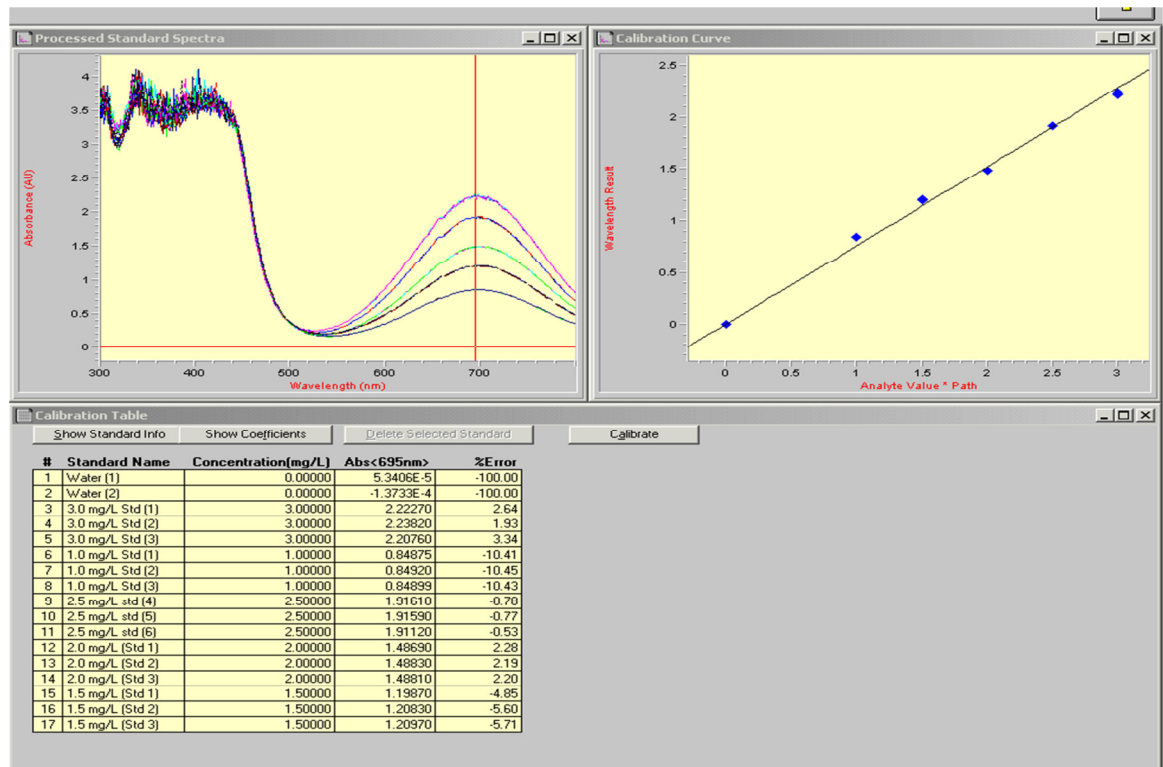 Processed Standard Spectra
4
3.5
3
2.5
2
1.5
1
0.5
0
Absorbance (AU)
300 400 500 600 700
Wavelength (nm)
Calibration Curve
2.5
2
1.5
1
0.5
0
Wavelength Result
0 0.5 1 1.5 2 2.5 3
Analyte Value * Path
Calibration Table
Show Standard Info Show Coefficients Delete Selected Standard Calibrate
# Standard Name Concentration(mg/L) Abs<695nm> %Error
1 Water (1) 0.00000 5.3406E-5 -100.00
2 Water (2) 0.00000 -1.3733E-4 -100.00
3 3.0 mg/L Std (1) 3.00000 2.22270 2.64
4 3.0 mg/L Std (2) 3.00000 2.23820 1.93
5 3.0 mg/L Std (3) 3.00000 2.20760 3.34
6 1.0 mg/L Std (1) 1.00000 0.84875 -10.41
7 1.0 mg/L Std (2) 1.00000 0.84920 -10.45
8 1.0 mg/L Std (3) 1.00000 0.84899 -10.43
9 2.5 mg/L std (4) 2.50000 1.91610 -0.78
10 2.5 mg/L std (5) 2.50000 1.91590 -0.77
11 2.5 mg/L std (6) 2.50000 1.91120 -0.53
12 2.0 mg/L (Std 1) 2.00000 1.48690 2.28
13 2.0 mg/L (Std 2) 2.00000 1.48830 2.19
14 2.0 mg/L (Std 3) 2.00000 1.48810 2.20
15 1.5 mg/L (Std 1) 1.50000 1.19870 -4.85
16 1.5 mg/L (Std 2) 1.50000 1.20830 -5.60
17 1.5 mg/L (Std 3) 1.50000 1.20970 -5.71